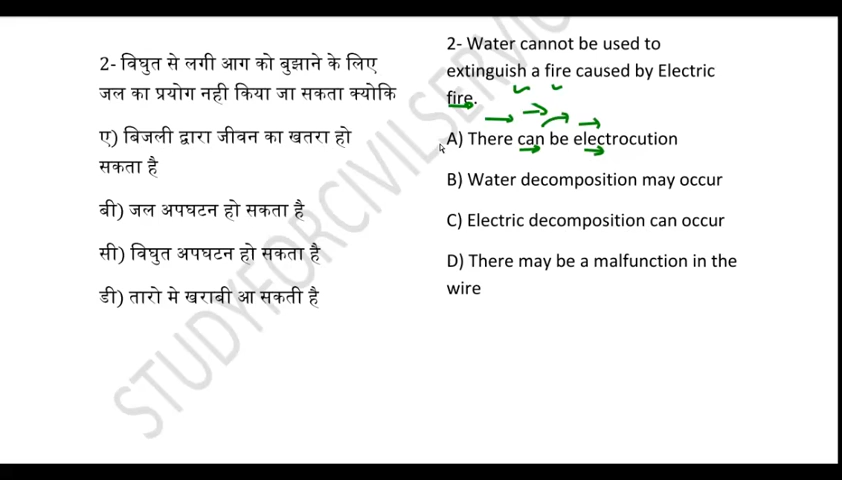 2- विघुत से लगी आग को बुझाने के लिए
जल का प्रयोग नही किया जा सकता क्योकि
ए) बिजली द्वारा जीवन का खतरा हो
सकता है
बी) जल अपघटन हो सकता है
सी) विघुत अपघटन हो सकता है
डी) तारो मे खराबी आ सकती है
2- Water cannot be used to
extinguish a fire caused by Electric
fire.
A) There can be electrocution
B) Water decomposition may occur
C) Electric decomposition can occur
D) There may be a malfunction in the
wire
STUDYFORCIVILSERVICE